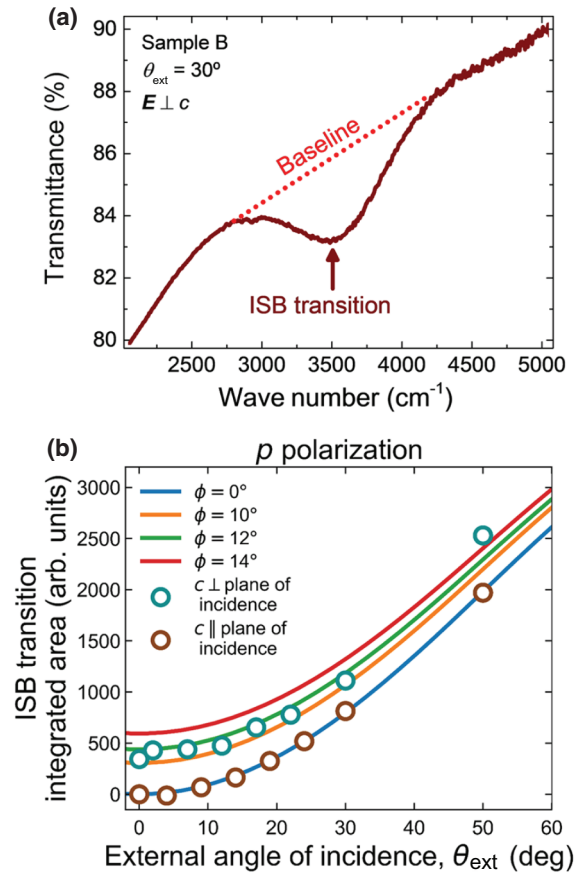 (a)
90
88
86
84
82
80
Transmittance (%)
Sample B
θext = 30º
E ⊥ c
Baseline
ISB transition
2500 3000 3500 4000 4500 5000
Wave number (cm-1)
(b)
p polarization
3000
2500
2000
1500
1000
500
0
ISB transition
integrated area (arb. units)
ϕ = 0°
ϕ = 10°
ϕ = 12°
ϕ = 14°
c ⊥ plane of
incidence
c ∥ plane of
incidence
0 10 20 30 40 50 60
External angle of incidence, θext (deg)